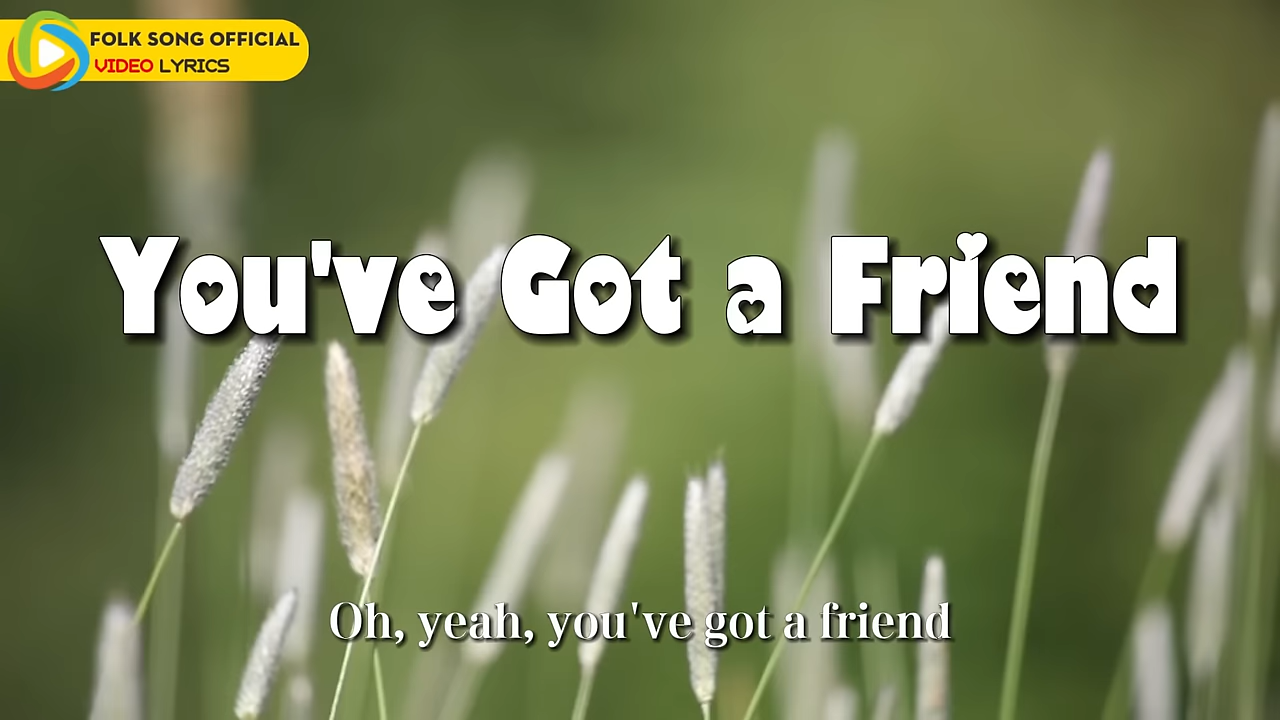 FOLK SONG OFFICIAL
VIDEO LYRICS
You've Got a Friend
Oh, yeah, you've got a friend